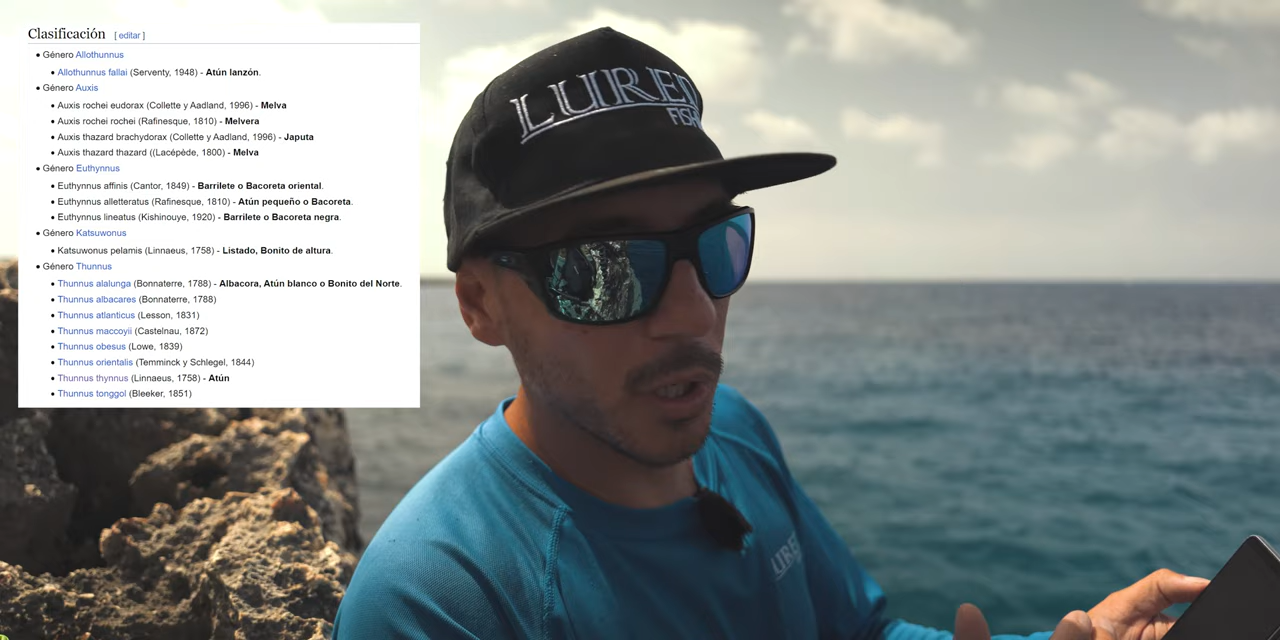 Clasificación [ editar ]
• Género Allothunnus
• Allothunnus fallai (Serventy, 1948) - Atún lanzón.
• Género Auxis
• Auxis rochei eudorax (Collette y Aadland, 1996) - Melva
• Auxis rochei rochei (Rafinesque, 1810) - Melvera
• Auxis thazard brachydorax (Collette y Aadland, 1996) - Japuta
• Auxis thazard thazard ((Lacépède, 1800) - Melva
• Género Euthynnus
• Euthynnus affinis (Cantor, 1849) - Barrilete o Bacoreta oriental.
• Euthynnus alletteratus (Rafinesque, 1810) - Atún pequeño o Bacoreta.
• Euthynnus lineatus (Kishinouye, 1920) - Barrilete o Bacoreta negra.
• Género Katsuwonus
• Katsuwonus pelamis (Linnaeus, 1758) - Listado, Bonito de altura.
• Género Thunnus
• Thunnus alalunga (Bonnaterre, 1788) - Albacora, Atún blanco o Bonito del Norte.
• Thunnus albacares (Bonnaterre, 1788)
• Thunnus atlanticus (Lesson, 1831)
• Thunnus maccoyii (Castelnau, 1872)
• Thunnus obesus (Lowe, 1839)
• Thunnus orientalis (Temminck y Schlegel, 1844)
• Thunnus thynnus (Linnaeus, 1758) - Atún
• Thunnus tonggol (Bleeker, 1851)
LURED
FISH
LURE